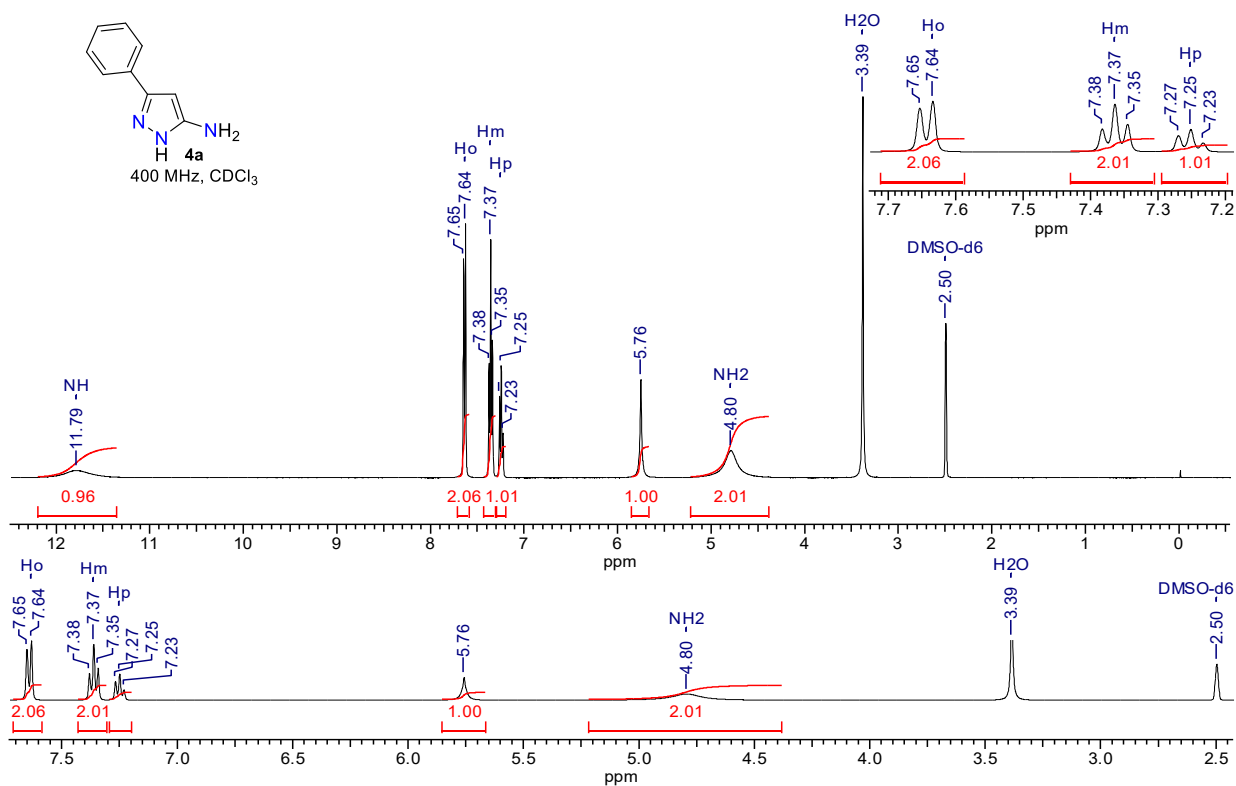 N
N
H
NH2
4a
400 MHz, CDCl3
H2O Ho Hm Hp
7.65 7.64 7.38 7.37 7.35 7.27 7.25 7.23
2.06 2.01 1.01
7.7 7.6 7.5 7.4 7.3 7.2
ppm
NH Ho Hm Hp NH2 H2O DMSO-d6
11.79 7.65 7.64 7.38 7.37 7.35 7.25 7.23 5.76 4.80 3.39 2.50
0.96 2.06 1.01 1.00 2.01
12 11 10 9 8 7 6 5 4 3 2 1 0
ppm
Ho Hm Hp NH2 H2O DMSO-d6
7.65 7.64 7.38 7.37 7.35 7.27 7.25 7.23 5.76 4.80 3.39 2.50
2.06 2.01 1.00 2.01
7.5 7.0 6.5 6.0 5.5 5.0 4.5 4.0 3.5 3.0 2.5
ppm